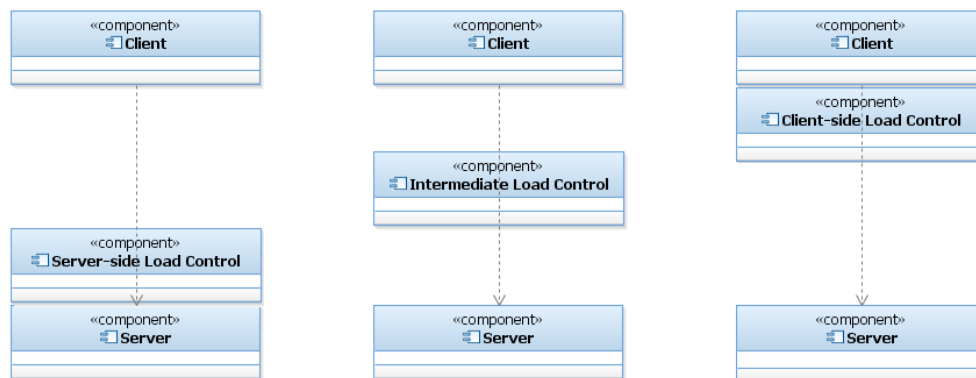 «component»
Client
«component»
Server-side Load Control
«component»
Server
«component»
Client
«component»
Intermediate Load Control
«component»
Server
«component»
Client
«component»
Client-side Load Control
«component»
Server